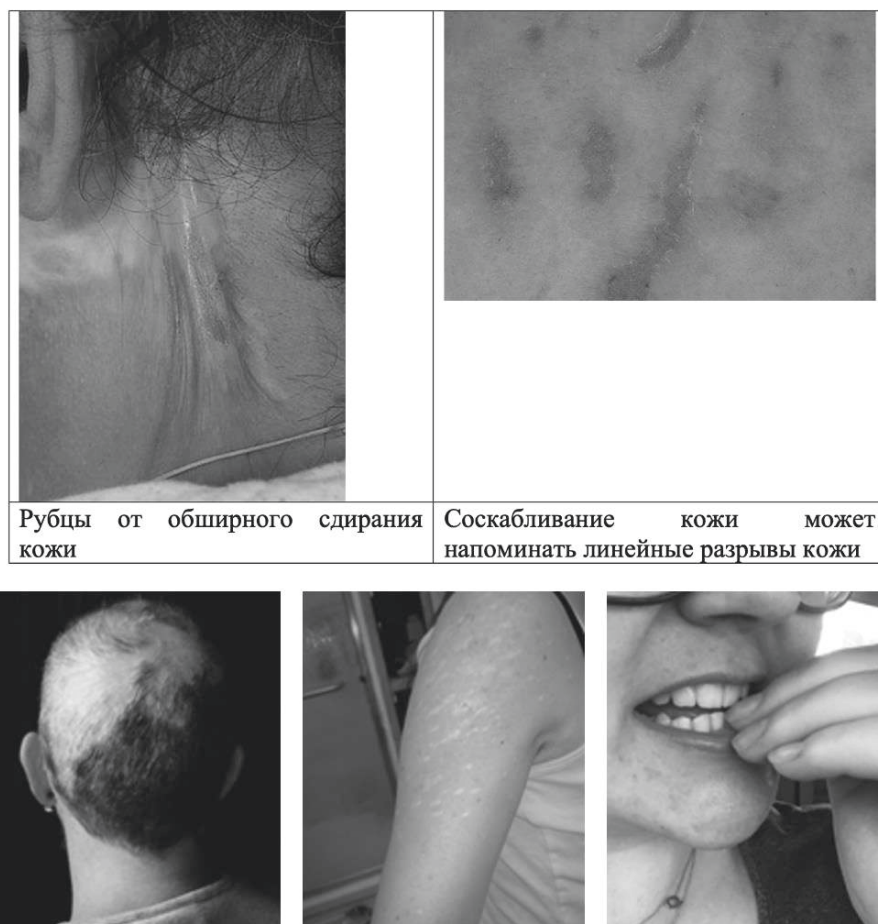 Рубцы от обширного сдирания
кожи
Соскабливание кожи может
напоминать линейные разрывы кожи